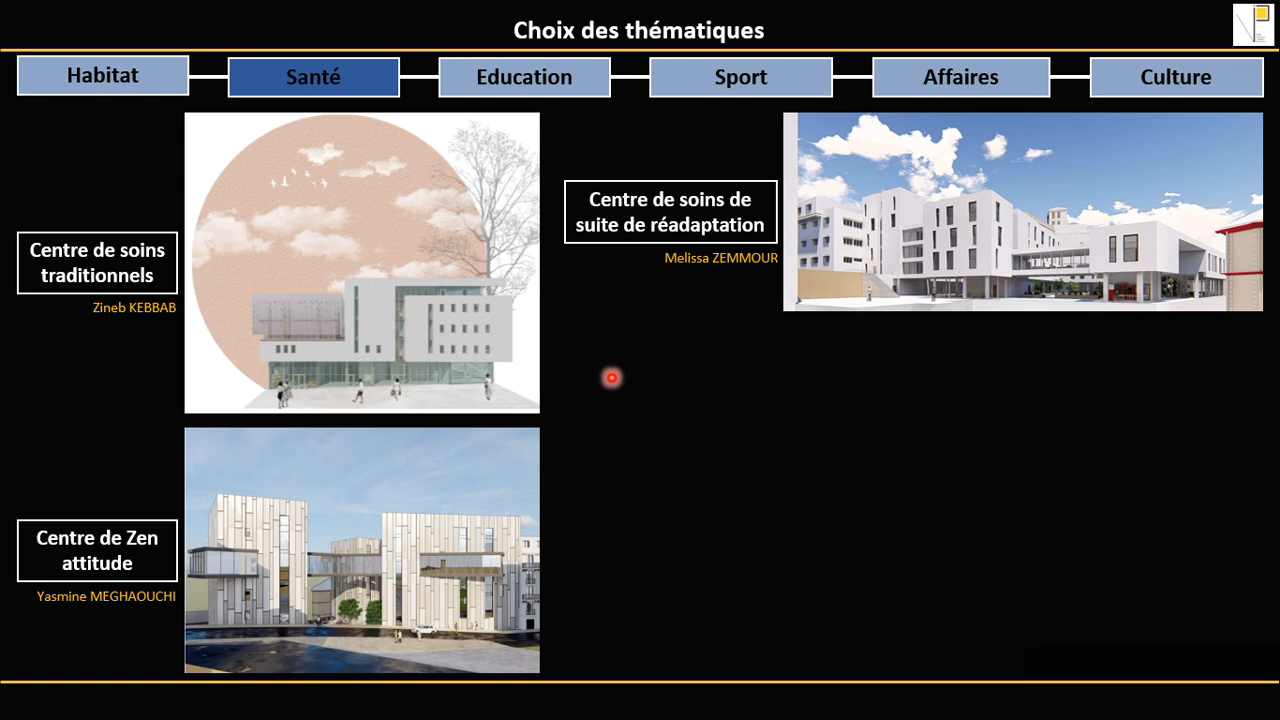 Choix des thématiques
Habitat
Santé
Education
Sport
Affaires
Culture
Centre de soins
traditionnels
Zineb KEBBAB
Centre de soins de
suite de réadaptation
Melissa ZEMMOUR
Centre de Zen
attitude
Yasmine MEGHAOUCHI